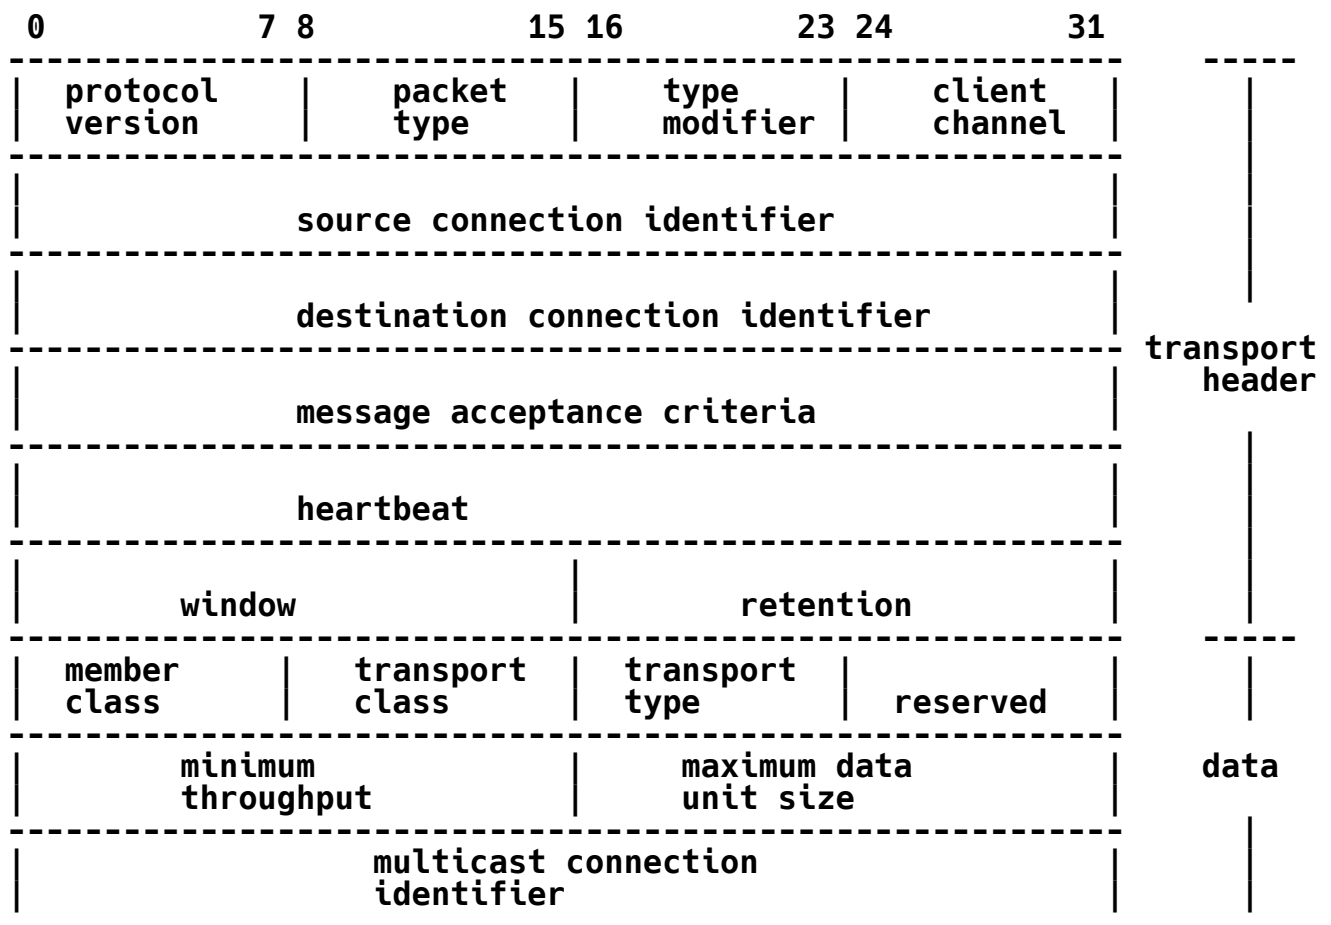 0 7 8 15 16 23 24 31
--------------------------------------------------------- -----
| protocol | packet | type | client | |
| version | type | modifier | channel | |
--------------------------------------------------------- |
| | |
| source connection identifier | |
--------------------------------------------------------- |
| | |
| destination connection identifier |
--------------------------------------------------------- transport
| | header
| message acceptance criteria |
--------------------------------------------------------- |
| | |
| heartbeat | |
--------------------------------------------------------- |
| | | |
| window | retention | |
--------------------------------------------------------- -----
| member | transport | transport | | |
| class | class | type | reserved | |
---------------------------------------------------------
| minimum | maximum data | data
| throughput | unit size |
--------------------------------------------------------- |
| multicast connection | |
| identifier | |